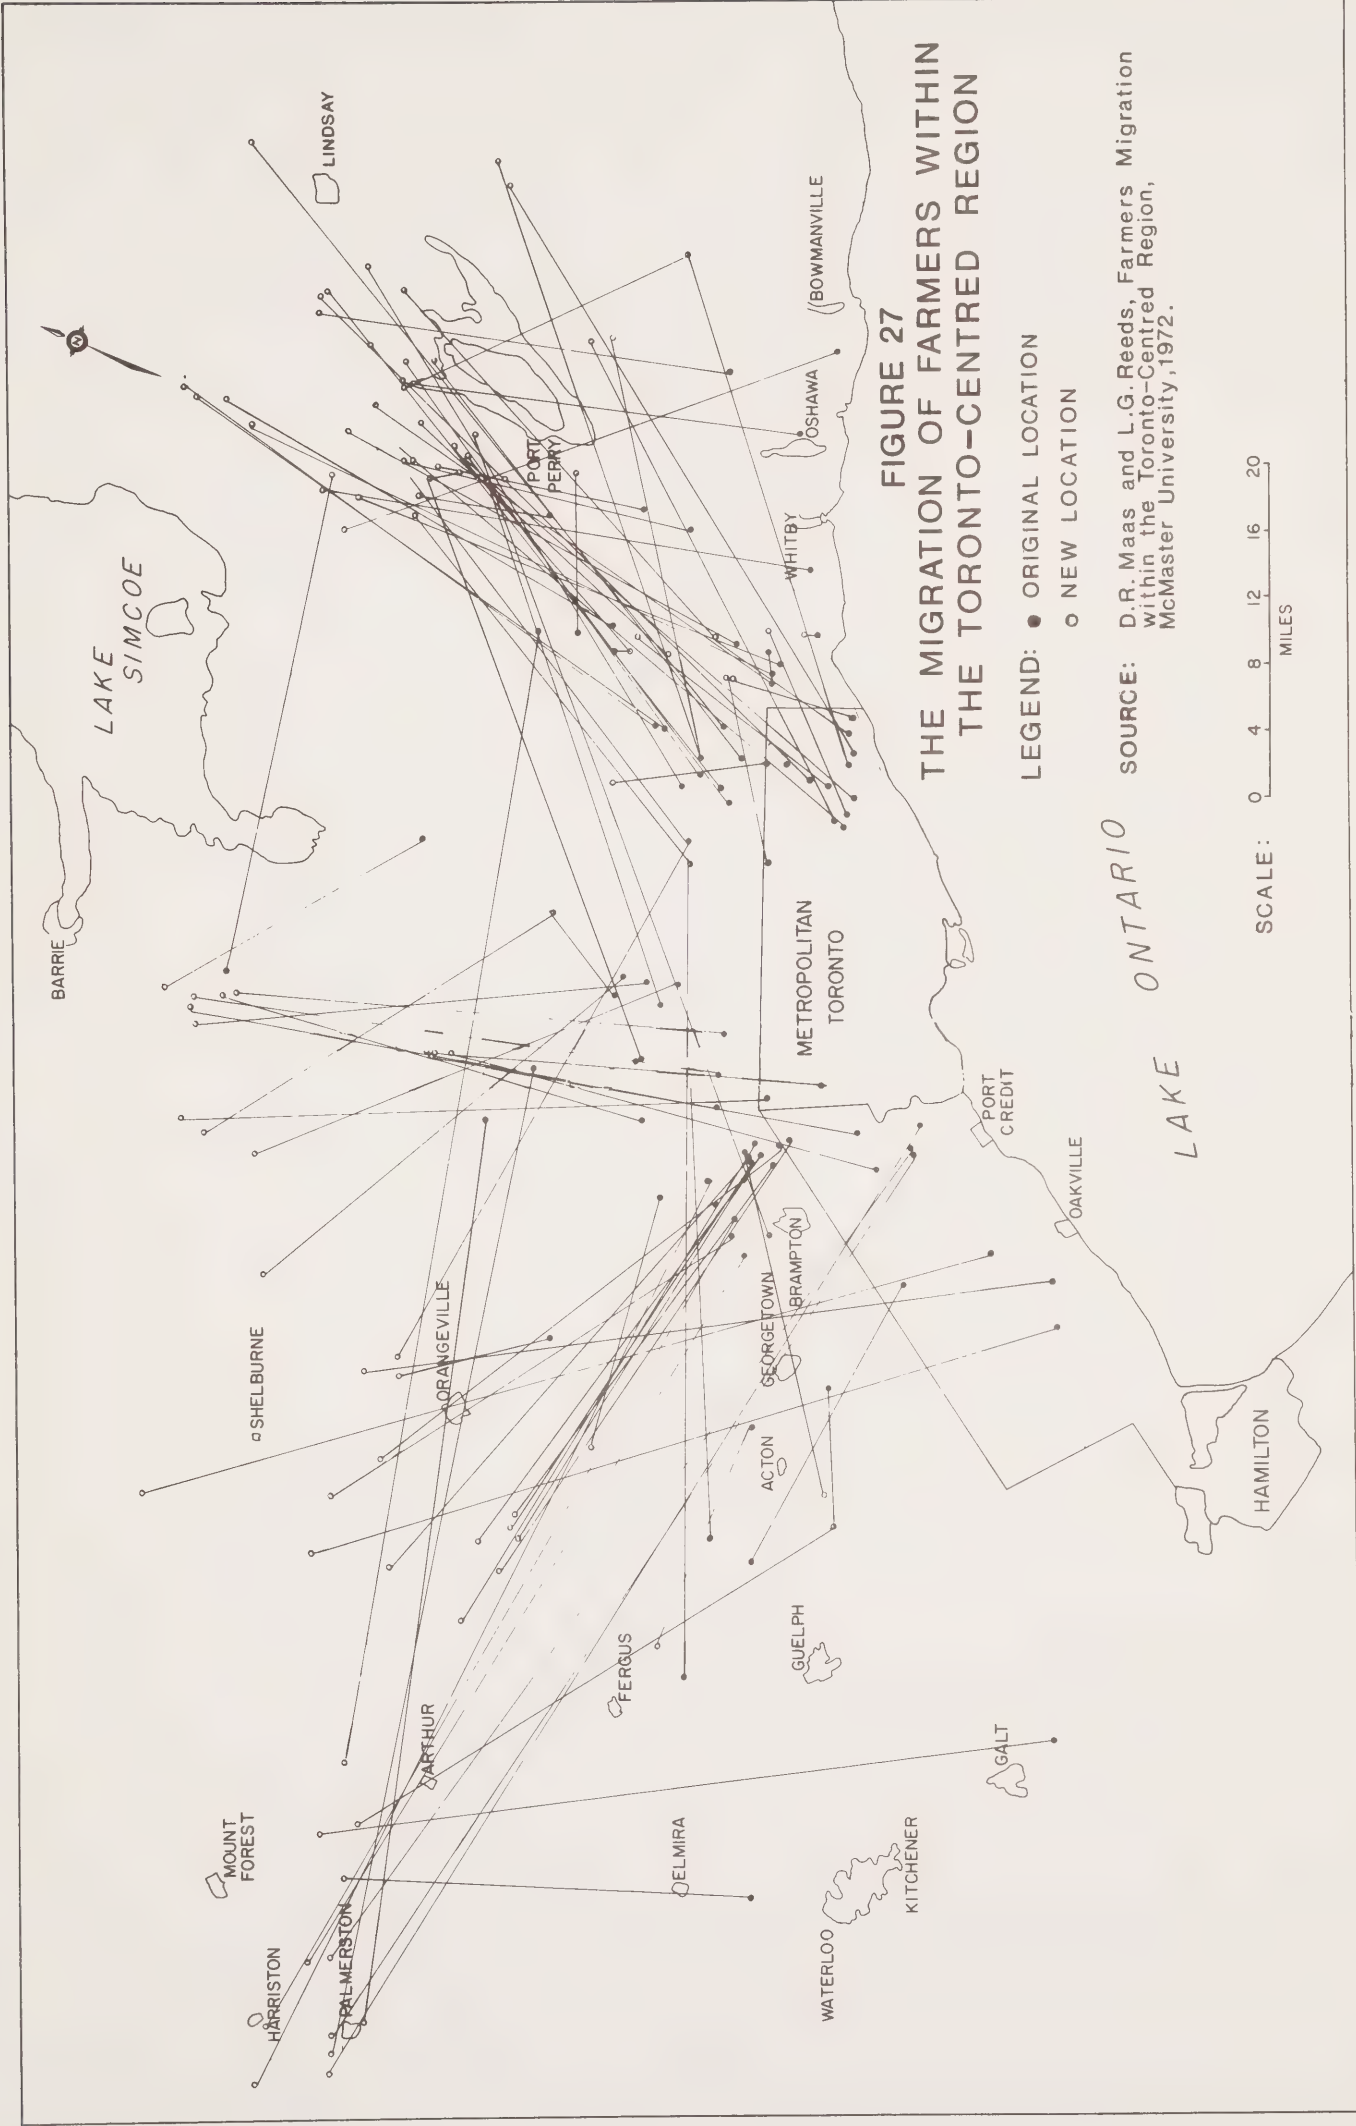 LAKE
SIMCOE
BARRIE
LINDSAY
SHELBURNE
MOUNT
FOREST
HARRISTON
PALMERSTON
ARTHUR
ORANGEVILLE
PORT
PERRY
FERGUS
ELMIRA
GEORGETOWN
BRAMPTON
ACTON
GUELPH
METROPOLITAN
TORONTO
WHITBY
OSHAWA
BOWMANVILLE
WATERLOO
KITCHENER
GALT
PORT
CREDIT
OAKVILLE
HAMILTON
LAKE ONTARIO
N
FIGURE 27
THE MIGRATION OF FARMERS WITHIN
THE TORONTO-CENTRED REGION
LEGEND: ● ORIGINAL LOCATION
○ NEW LOCATION
SOURCE: D.R. Maas and L.G. Reeds, Farmers Migration
within the Toronto-Centred Region,
McMaster University, 1972.
SCALE: 0 4 8 12 16 20
MILES